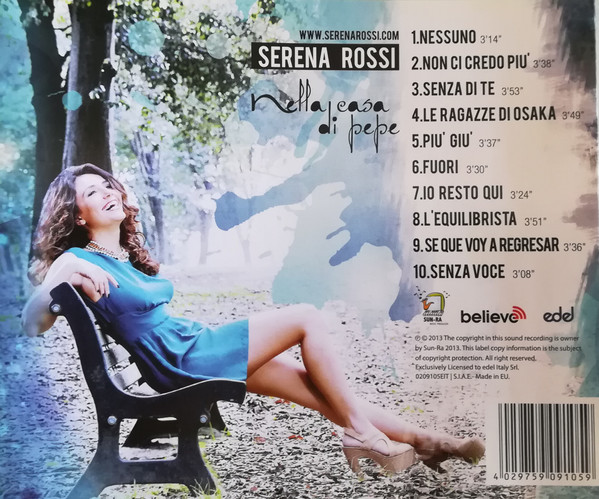 WWW.SERENAROSSI.COM
SERENA ROSSI
Nella casa
di pepe
1.NESSUNO 3'14"
2.NON CI CREDO PIU' 3'38"
3.SENZA DI TE 3'53"
4.LE RAGAZZE DI OSAKA 3'49"
5.PIU' GIU' 3'37"
6.FUORI 3'30"
7.IO RESTO QUI 3'24"
8.L'EQUILIBRISTA 3'51"
9.SE QUE VOY A REGRESAR 3'36"
10.SENZA VOCE 3'08"
SUN-RA
believe
edel
℗ © 2013 The copyright in this sound recording is owner
by Sun-Ra 2013. This label copy information is the subject
of copyright protection. All right reserved,
Exclusively Licensed to edel Italy Srl.
0209105EIT | S.I.A.E.- Made in EU.
4 029759 091059